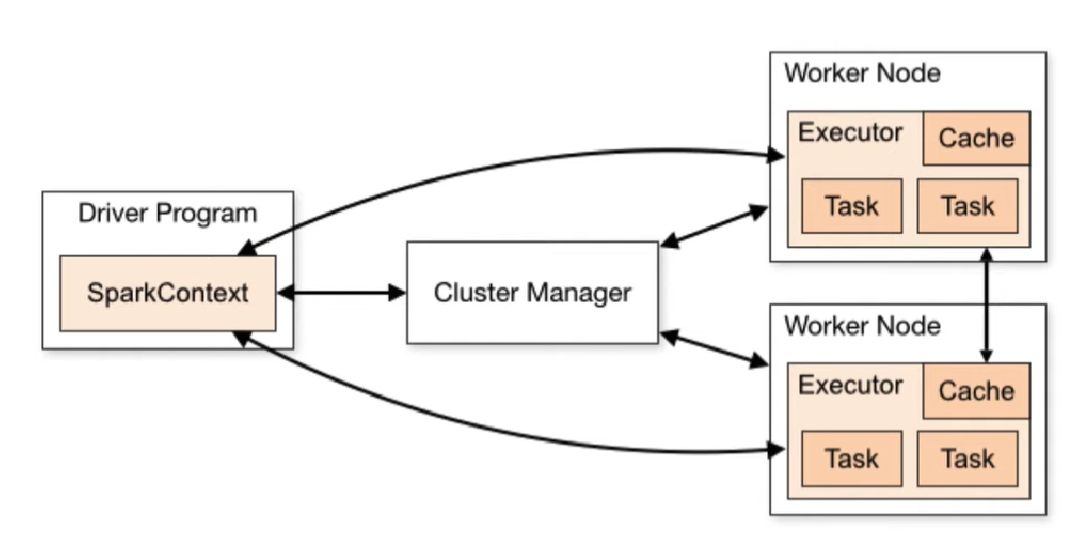 Driver Program
SparkContext
Cluster Manager
Worker Node
Executor
Cache
Task
Task
Worker Node
Executor
Cache
Task
Task